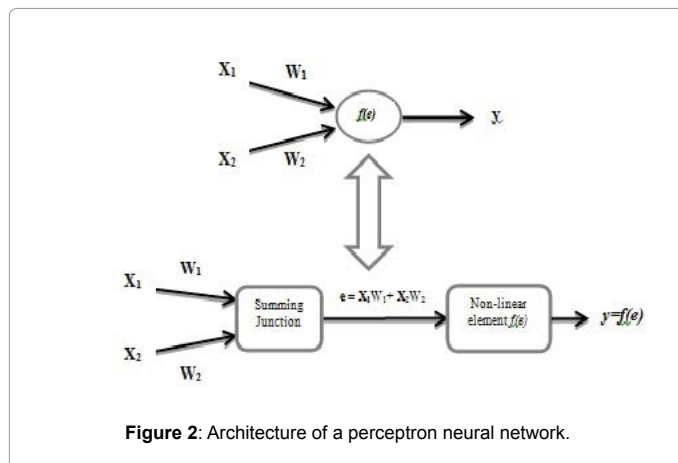 X₁ W₁
f(e)
y
X₂ W₂
W₁
X₁
Summing
Junction
e = X₁W₁+ X₂W₂
Non-linear
element f(e)
y=f(e)
X₂
W₂
Figure 2: Architecture of a perceptron neural network.